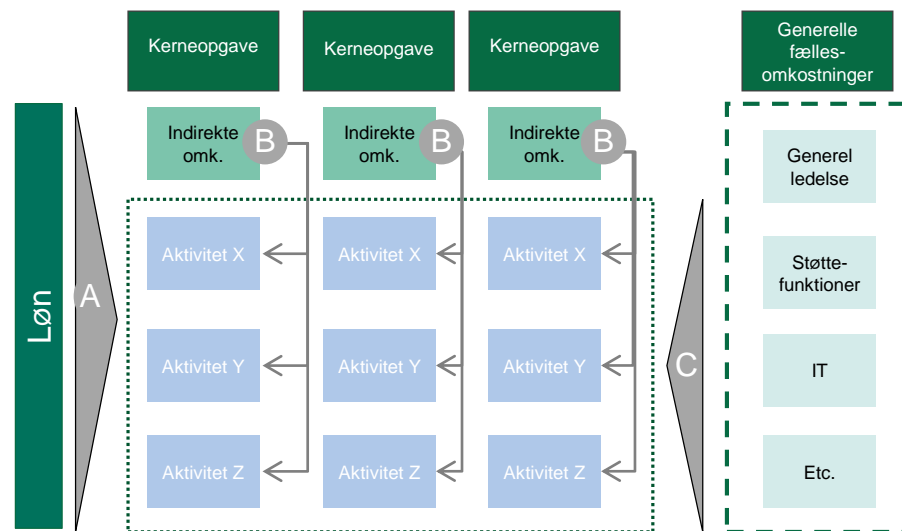 Kerneopgave
Kerneopgave
Kerneopgave
Generelle
fælles-
omkostninger
Løn
A
Indirekte
omk.
B
Indirekte
omk.
B
Indirekte
omk.
B
Aktivitet X
Aktivitet X
Aktivitet X
Aktivitet Y
Aktivitet Y
Aktivitet Y
Aktivitet Z
Aktivitet Z
Aktivitet Z
C
Generel
ledelse
Støtte-
funktioner
IT
Etc.